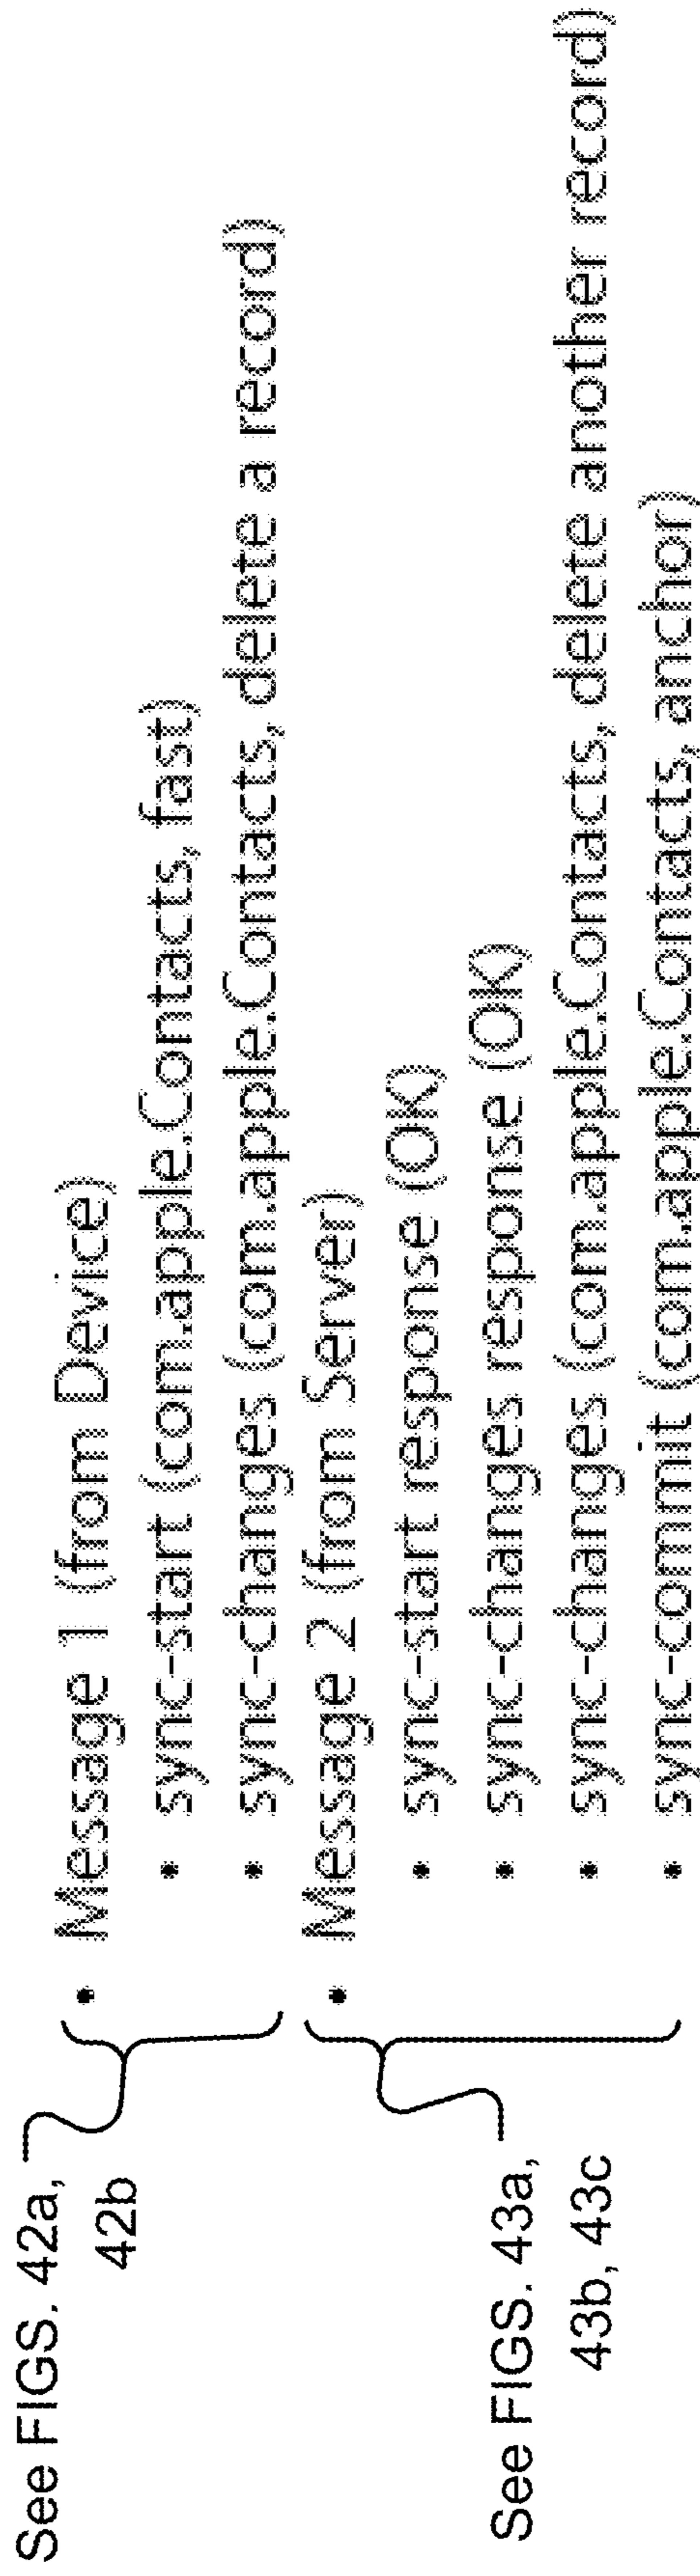 See FIGS. 42a,
42b
• Message 1 (from Device)
• sync-start (com.apple.Contacts, fast)
• sync-changes (com.apple.Contacts, delete a record)
See FIGS. 43a,
43b, 43c
• Message 2 (from Server)
• sync-start response (OK)
• sync-changes response (OK)
• sync-changes (com.apple.Contacts, delete another record)
• sync-commit (com.apple.Contacts, anchor)